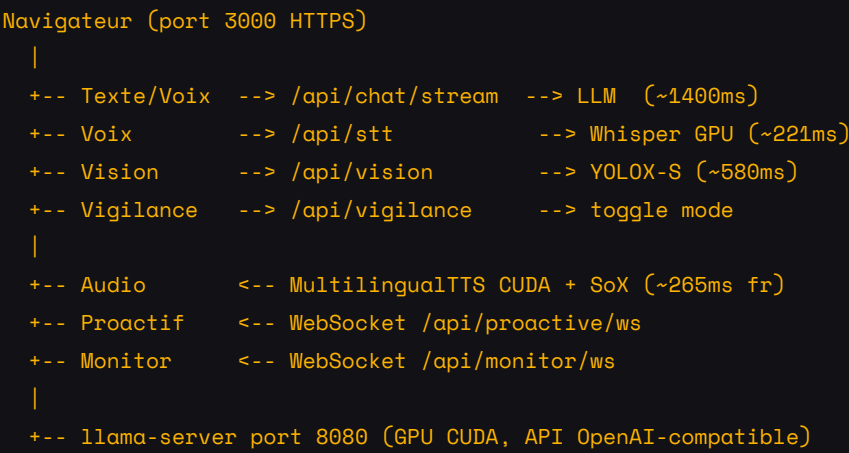 Navigateur (port 3000 HTTPS)
  |
  +-- Texte/Voix  --> /api/chat/stream  --> LLM  (~1400ms)
  +-- Voix        --> /api/stt           --> Whisper GPU (~221ms)
  +-- Vision      --> /api/vision        --> YOLOX-S (~580ms)
  +-- Vigilance   --> /api/vigilance     --> toggle mode
  |
  +-- Audio       <-- MultilingualTTS CUDA + SoX (~265ms fr)
  +-- Proactif    <-- WebSocket /api/proactive/ws
  +-- Monitor     <-- WebSocket /api/monitor/ws
  |
  +-- llama-server port 8080 (GPU CUDA, API OpenAI-compatible)